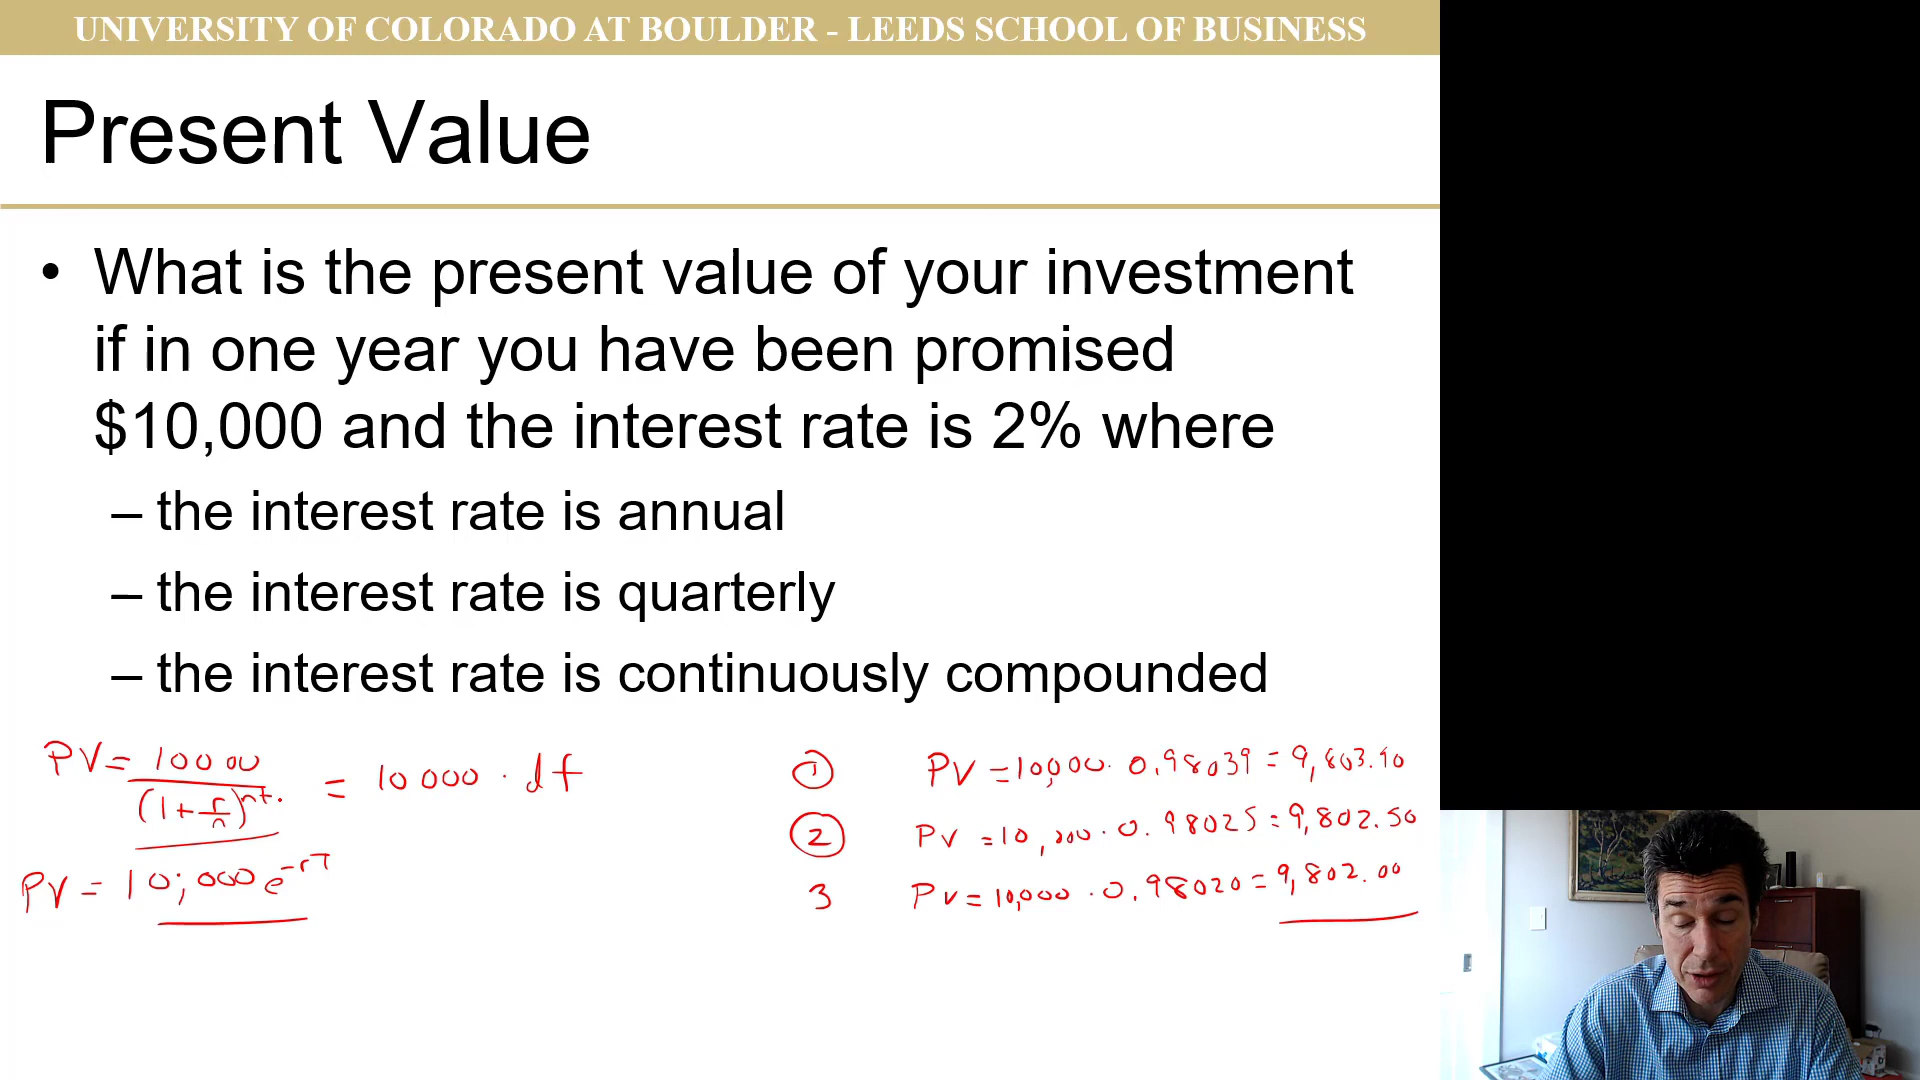 UNIVERSITY OF COLORADO AT BOULDER - LEEDS SCHOOL OF BUSINESS
Present Value
• What is the present value of your investment
if in one year you have been promised
$10,000 and the interest rate is 2% where
– the interest rate is annual
– the interest rate is quarterly
– the interest rate is continuously compounded
PV = 10000 / (1 + r/n)^nt. = 10000 · df
PV = 10,000 e^-rT
① PV = 10,000 · 0.98039 = 9,803.90
② PV = 10,000 · 0.98025 = 9,802.50
3 PV = 10,000 · 0.98020 = 9,802.00